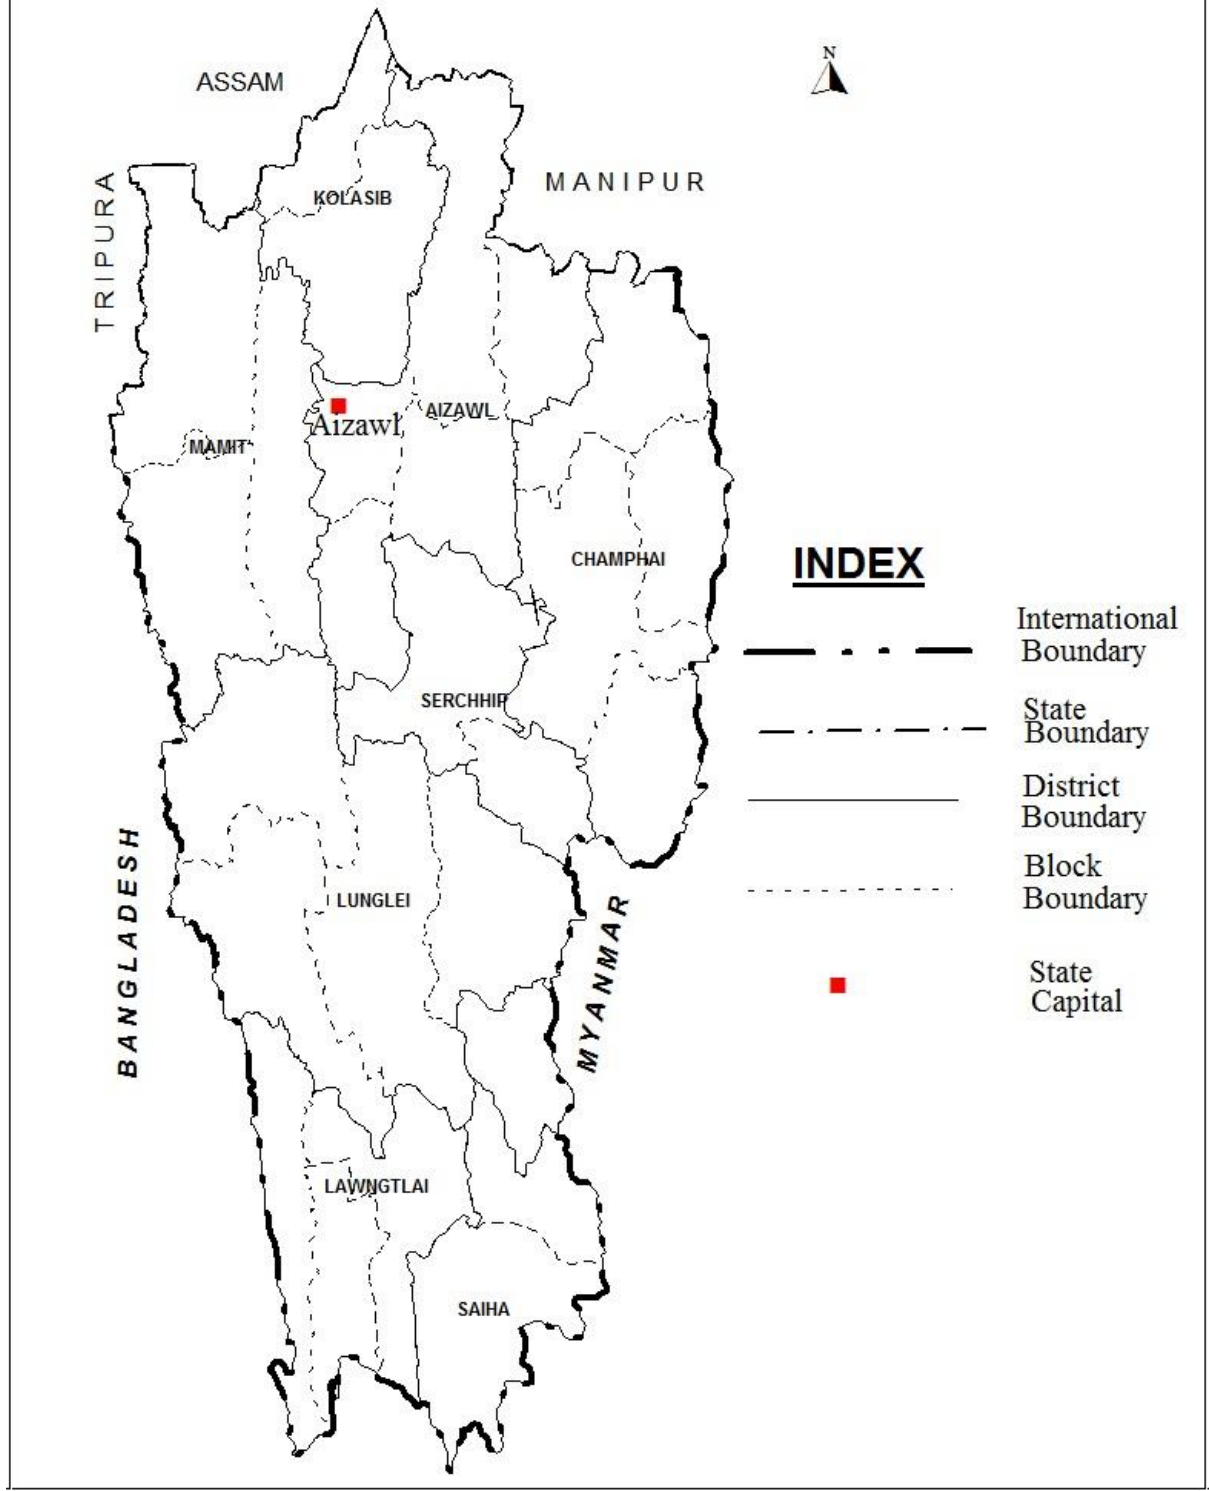 N
ASSAM
MANIPUR
TRIPURA
KOLASIB
AIZAWL
Aizawl
MAMIT
CHAMPHAI
SERCHHIP
BANGLADESH
LUNGLEI
MYANMAR
LAWNGTLAI
SAIHA
INDEX
International
Boundary
State
Boundary
District
Boundary
Block
Boundary
State
Capital